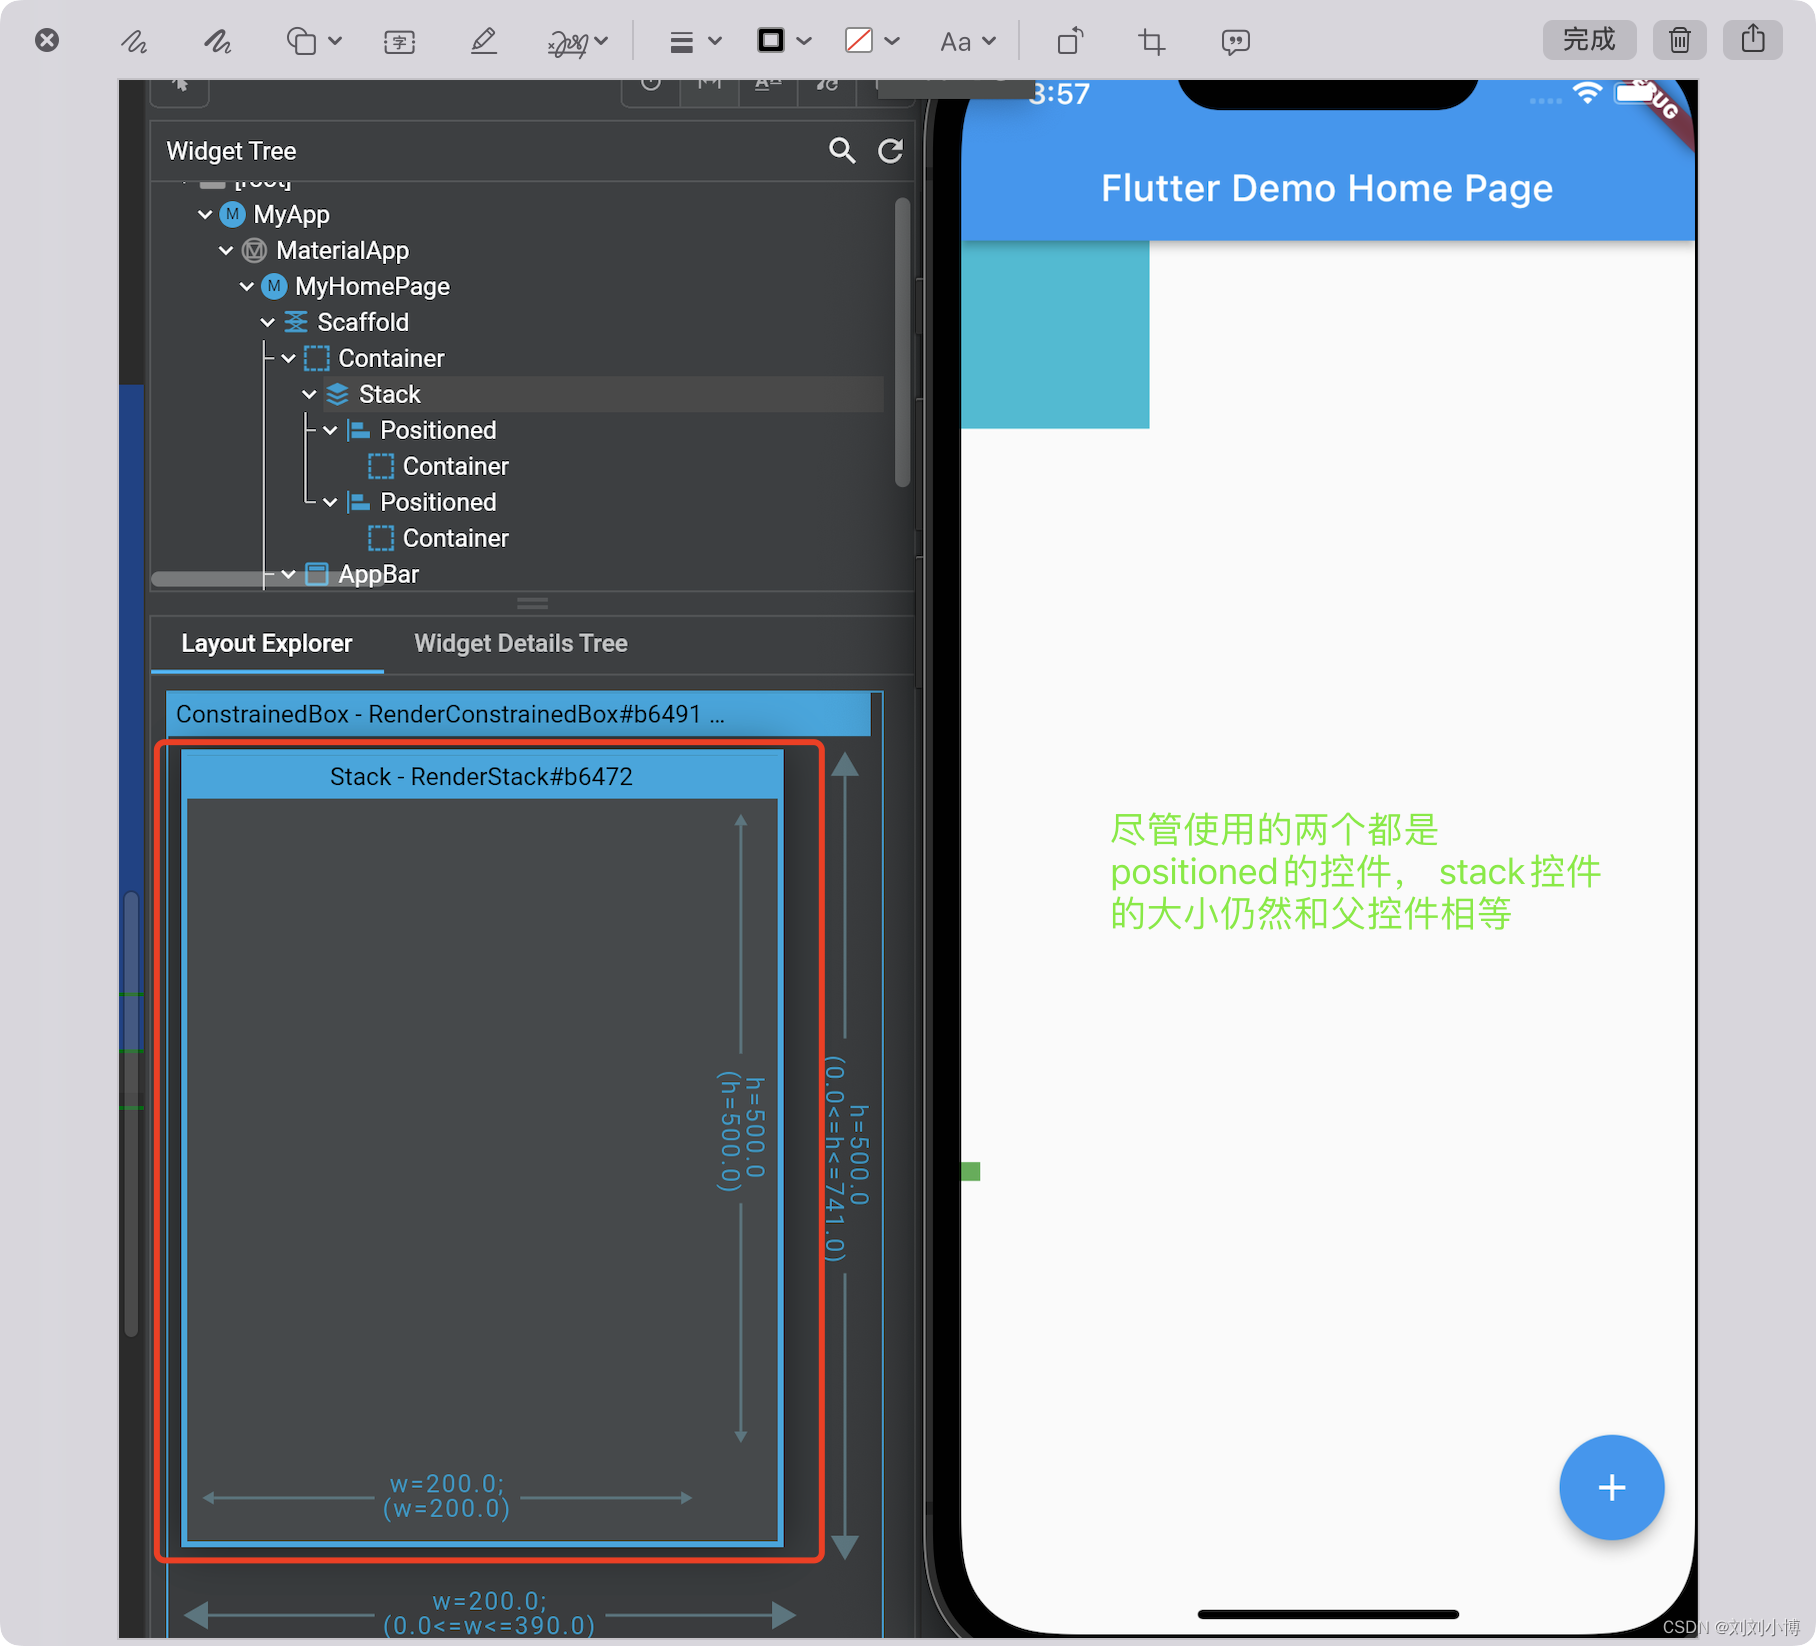 字
Aa
完成
3:57
Widget Tree
[root]
MyApp
MaterialApp
MyHomePage
Scaffold
Container
Stack
Positioned
Container
Positioned
Container
AppBar
Layout Explorer
Widget Details Tree
ConstrainedBox - RenderConstrainedBox#b6491 ...
Stack - RenderStack#b6472
h=500.0
(h=500.0)
h=500.0
(0.0<=h<=741.0)
w=200.0;
(w=200.0)
w=200.0;
(0.0<=w<=390.0)
Flutter Demo Home Page
尽管使用的两个都是
positioned的控件， stack控件
的大小仍然和父控件相等
CSDN @刘刘小博